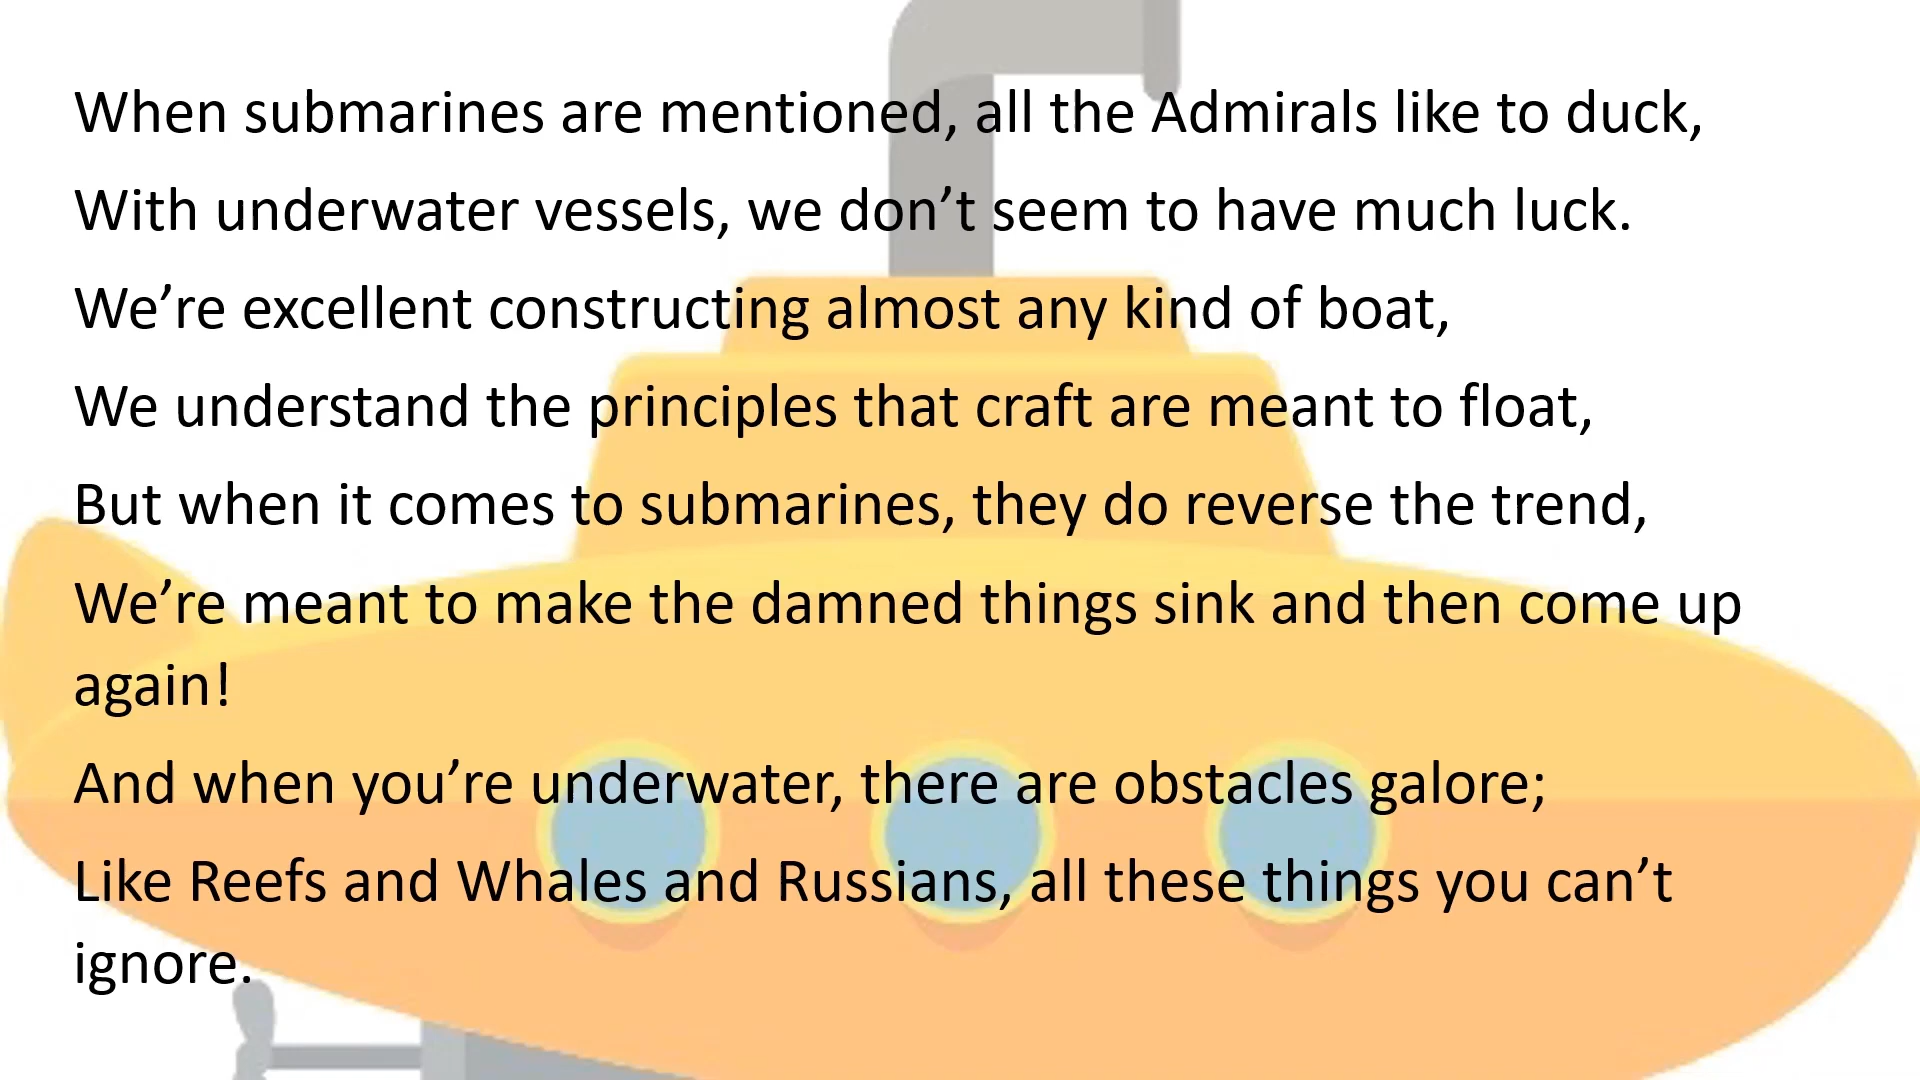 When submarines are mentioned, all the Admirals like to duck,
With underwater vessels, we don’t seem to have much luck.
We’re excellent constructing almost any kind of boat,
We understand the principles that craft are meant to float,
But when it comes to submarines, they do reverse the trend,
We’re meant to make the damned things sink and then come up
again!
And when you’re underwater, there are obstacles galore;
Like Reefs and Whales and Russians, all these things you can’t
ignore.